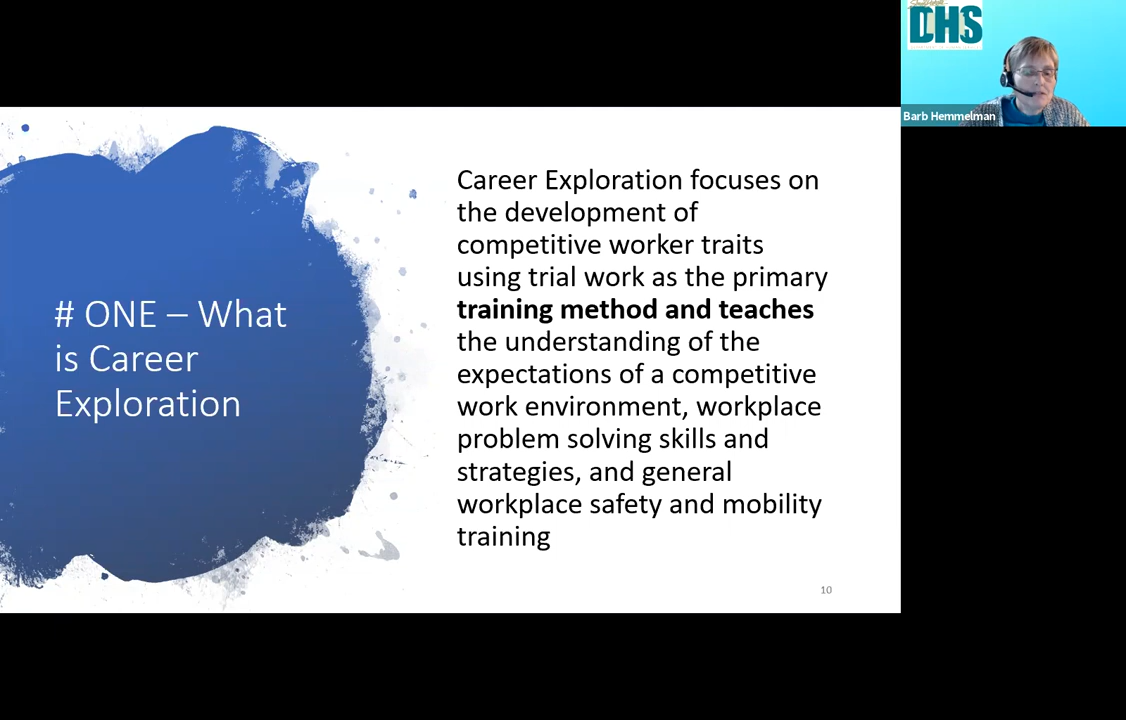 DHS
Barb Hemmelman
# ONE – What
is Career
Exploration
Career Exploration focuses on
the development of
competitive worker traits
using trial work as the primary
training method and teaches
the understanding of the
expectations of a competitive
work environment, workplace
problem solving skills and
strategies, and general
workplace safety and mobility
training
10